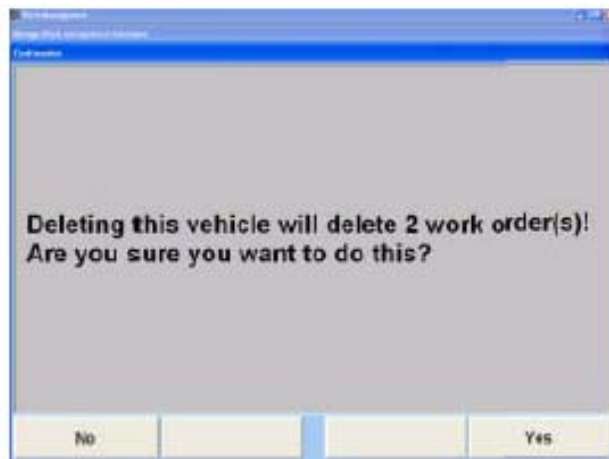 Deleting this vehicle will delete 2 work order(s)!
Are you sure you want to do this?
No
Yes